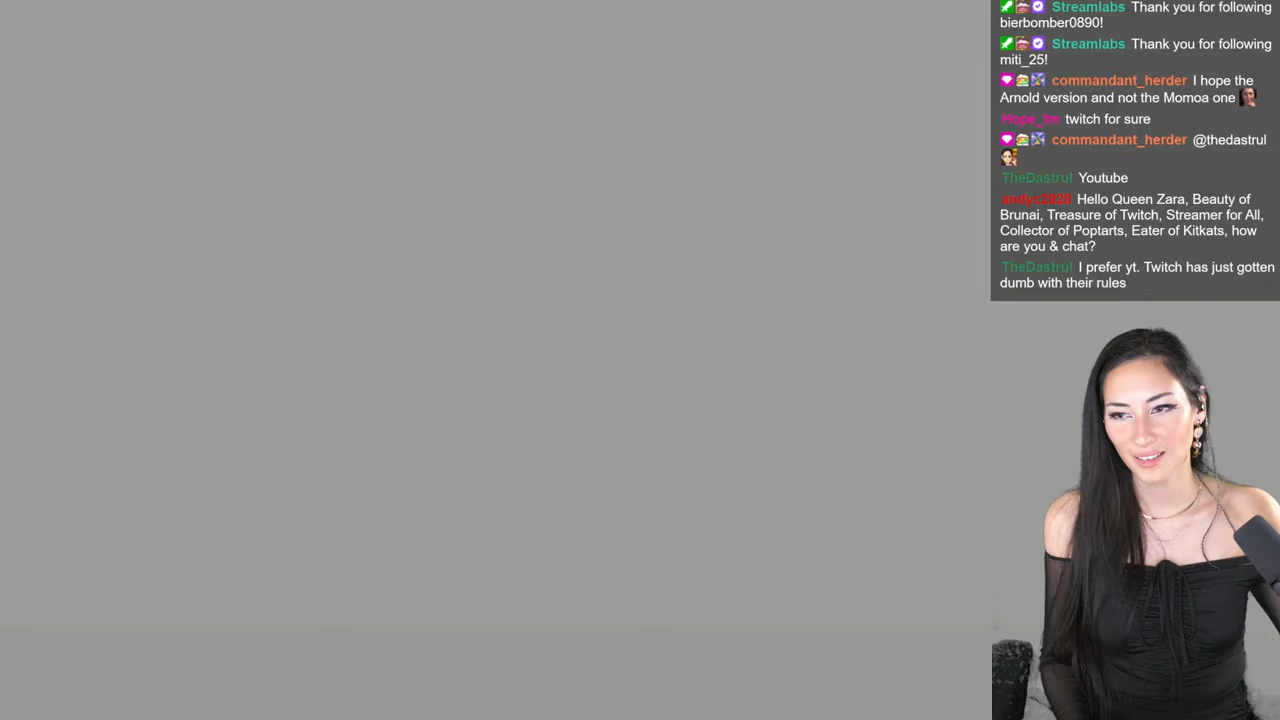 Streamlabs Thank you for following
bierbomber0890!
Streamlabs Thank you for following
miti_25!
commandant_herder I hope the
Arnold version and not the Momoa one
Hope_tm twitch for sure
commandant_herder @thedastrul
TheDastrul Youtube
andyc2828 Hello Queen Zara, Beauty of
Brunai, Treasure of Twitch, Streamer for All,
Collector of Poptarts, Eater of Kitkats, how
are you & chat?
TheDastrul I prefer yt. Twitch has just gotten
dumb with their rules